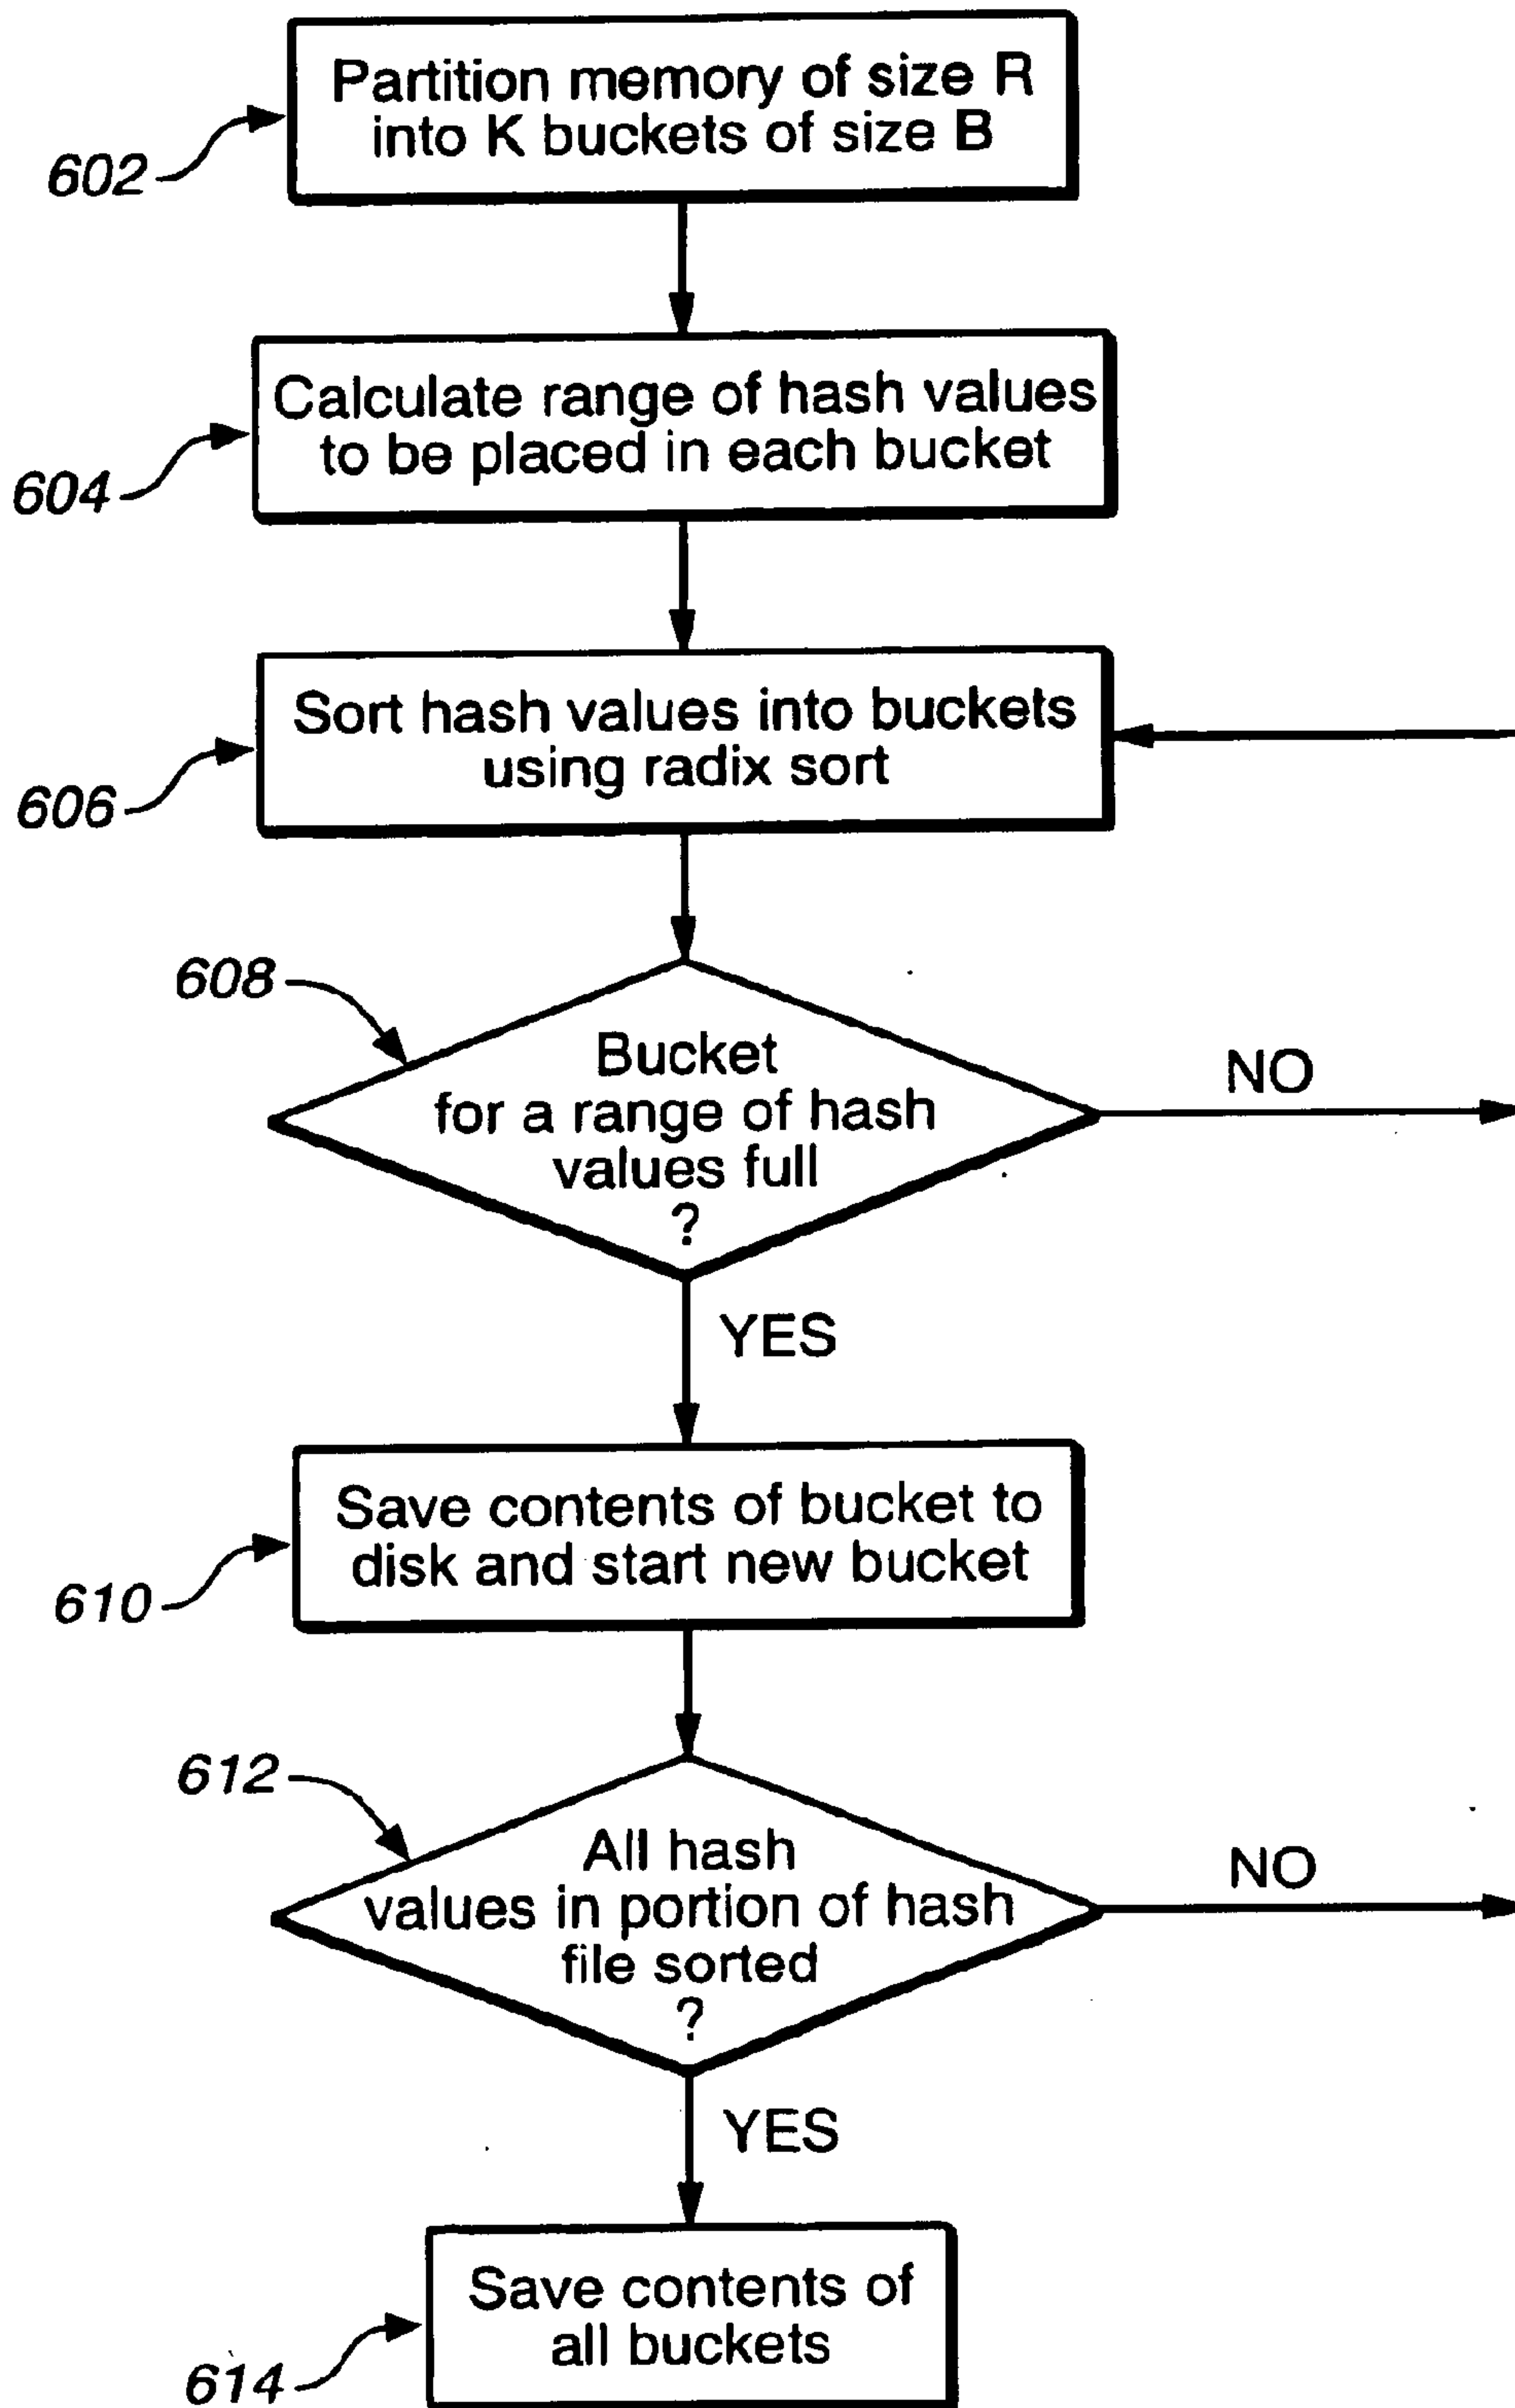 Partition memory of size R
into K buckets of size B
602
Calculate range of hash values
to be placed in each bucket
604
Sort hash values into buckets
using radix sort
606
608
Bucket
for a range of hash
values full
?
NO
YES
Save contents of bucket to
disk and start new bucket
610
612
All hash
values in portion of hash
file sorted
?
NO
YES
Save contents of
all buckets
614